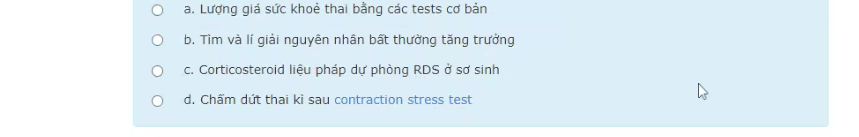 a. Lượng giá sức khoẻ thai bằng các tests cơ bản
b. Tìm và lí giải nguyên nhân bất thường tăng trưởng
c. Corticosteroid liệu pháp dự phòng RDS ở sơ sinh
d. Chấm dứt thai kì sau contraction stress test